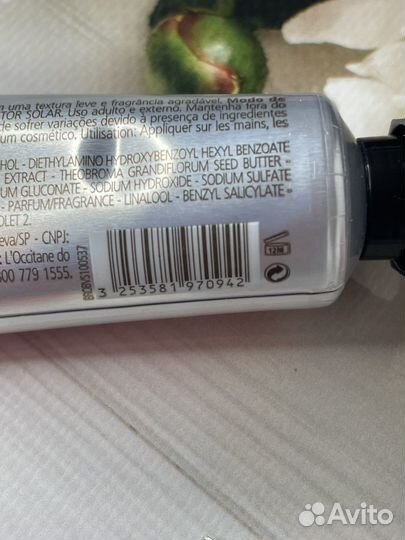 m uma textura leve e fragrância agradável. Modo de
TOR SOLAR. Uso adulto e externo. Mantenha fora do
de sofrer variações devido à presença de ingredientes
um cosmético. Utilisation: Appliquer sur les mains, les
HOL - DIETHYLAMINO HYDROXYBENZOYL HEXYL BENZOATE
EXTRACT - THEOBROMA GRANDIFLORUM SEED BUTTER
UM GLUCONATE - SODIUM HYDROXIDE - SODIUM SULFATE
- PARFUM/FRAGRANCE - LINALOOL - BENZYL SALICYLATE
OLET 2.
eva/SP - CNPJ:
: L'Occitane do
00 779 1555.
BROBVS100537
3 253581 970942
12M
Avito